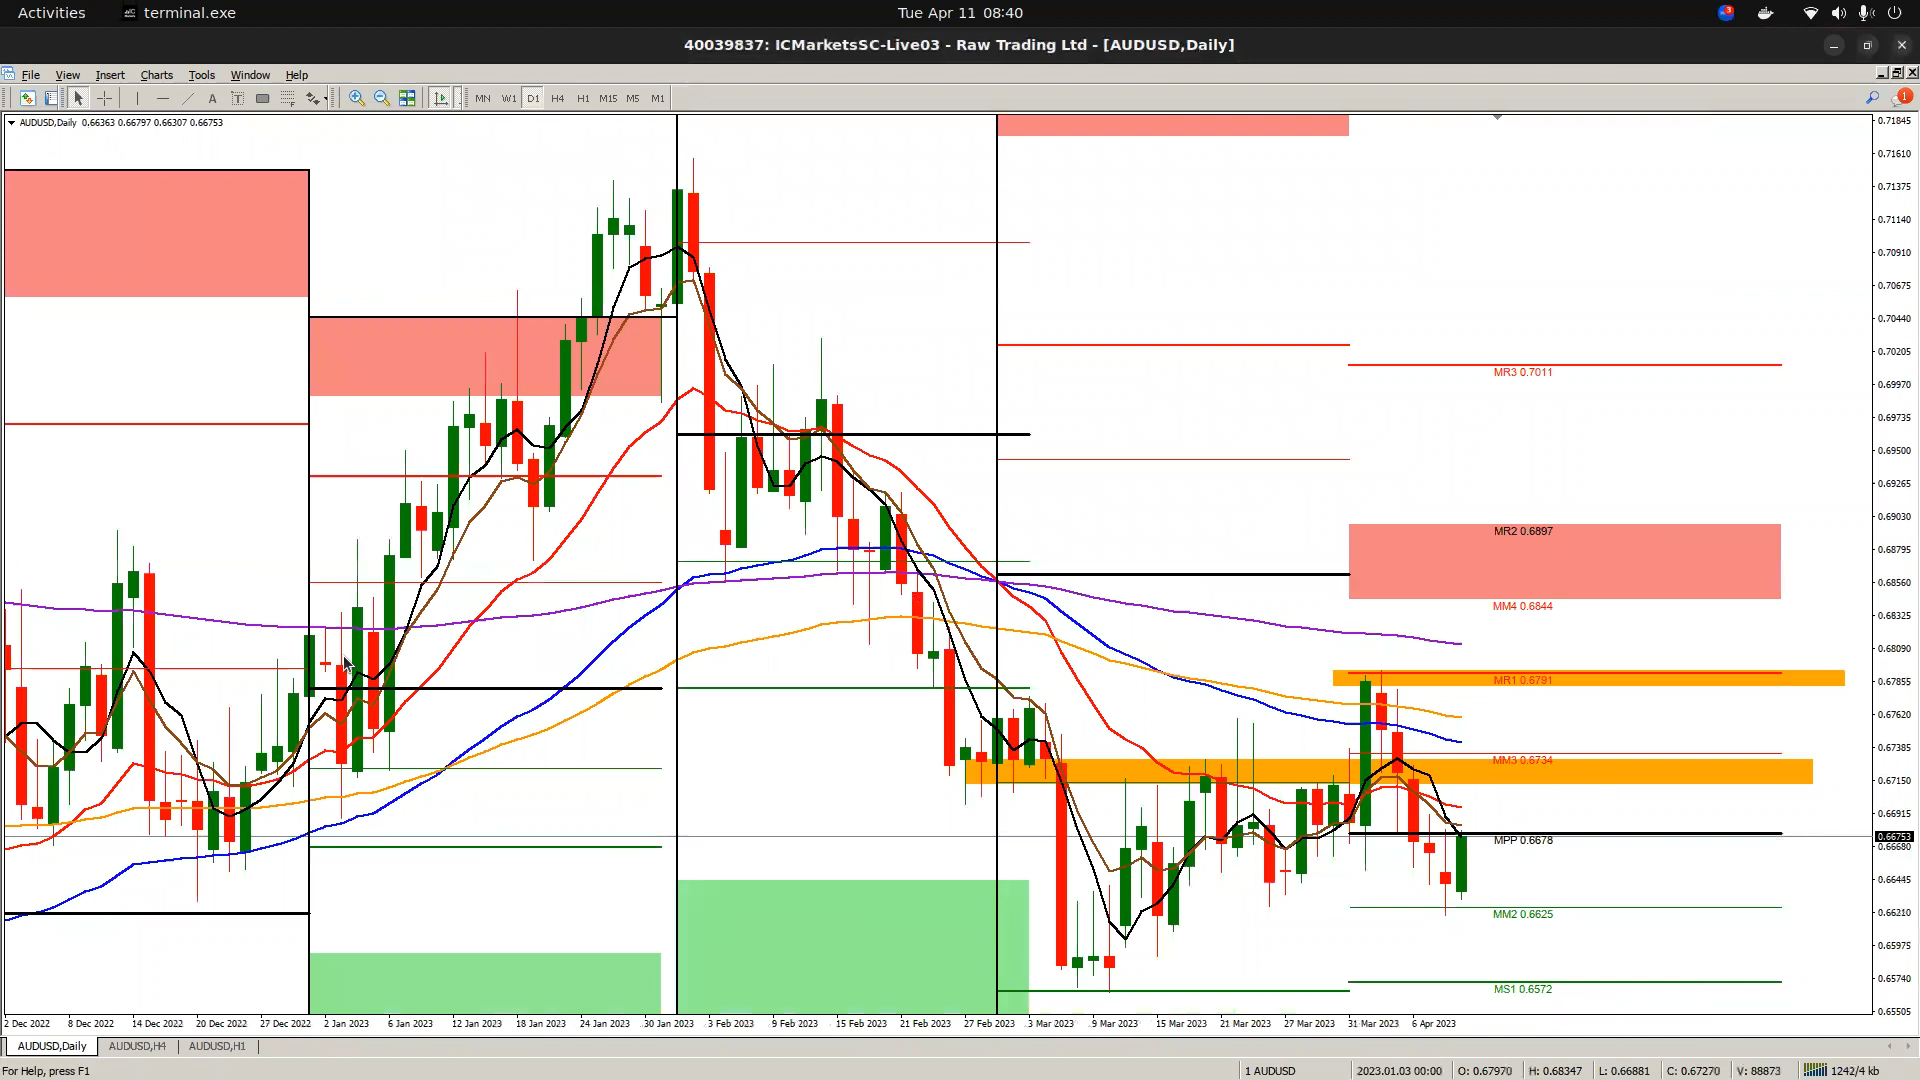 Activities terminal.exe Tue Apr 11 08:40 3
40039837: ICMarketsSC-Live03 - Raw Trading Ltd - [AUDUSD,Daily]
File View Insert Charts Tools Window Help
A T F MN W1 D1 H4 H1 M15 M5 M1 1
AUDUSD,Daily 0.66363 0.66797 0.66307 0.66753
0.71845
0.71610
0.71375
0.71140
0.70910
0.70675
0.70440
0.70205
0.69970
0.69735
0.69500
0.69265
0.69030
0.68795
0.68560
0.68325
0.68090
0.67855
0.67620
0.67385
0.67150
0.66915
0.66753
0.66680
0.66445
0.66210
0.65975
0.65740
0.65505
MR3 0.7011
MR2 0.6897
MM4 0.6844
MR1 0.6791
MM3 0.6734
MPP 0.6678
MM2 0.6625
MS1 0.6572
2 Dec 2022 8 Dec 2022 14 Dec 2022 20 Dec 2022 27 Dec 2022 2 Jan 2023 6 Jan 2023 12 Jan 2023 18 Jan 2023 24 Jan 2023 30 Jan 2023 3 Feb 2023 9 Feb 2023 15 Feb 2023 21 Feb 2023 27 Feb 2023 3 Mar 2023 9 Mar 2023 15 Mar 2023 21 Mar 2023 27 Mar 2023 31 Mar 2023 6 Apr 2023
AUDUSD,Daily AUDUSD,H4 AUDUSD,H1
For Help, press F1 1 AUDUSD 2023.01.03 00:00 O: 0.67970 H: 0.68347 L: 0.66881 C: 0.67270 V: 88873 1242/4 kb